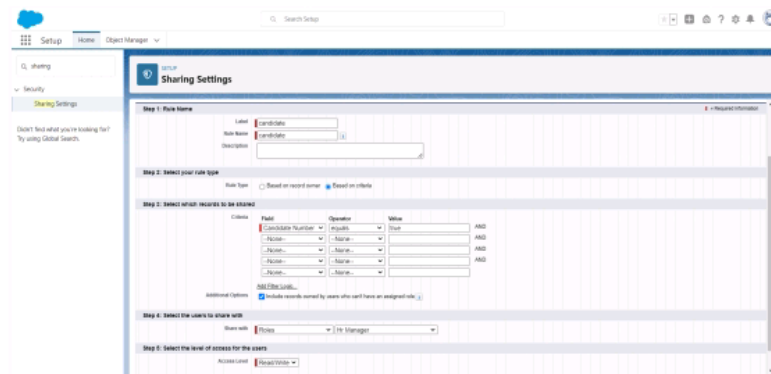 Search Setup
Setup Home Object Manager
sharing
Security
Sharing Settings
Didn't find what you're looking for?
Try using Global Search.
SETUP
Sharing Settings
Step 1: Rule Name
= Required Information
Label candidate
Rule Name candidate
Description
Step 2: Select your rule type
Rule Type Based on record owner Based on criteria
Step 3: Select which records to be shared
Criteria Field Operator Value
Candidate Number equals true AND
--None-- --None-- AND
--None-- --None-- AND
--None-- --None-- AND
--None-- --None--
Add Filter Logic...
Additional Options Include records owned by users who can't have an assigned role
Step 4: Select the users to share with
Share with Roles Hr Manager
Step 5: Select the level of access for the users
Access Level Read/Write